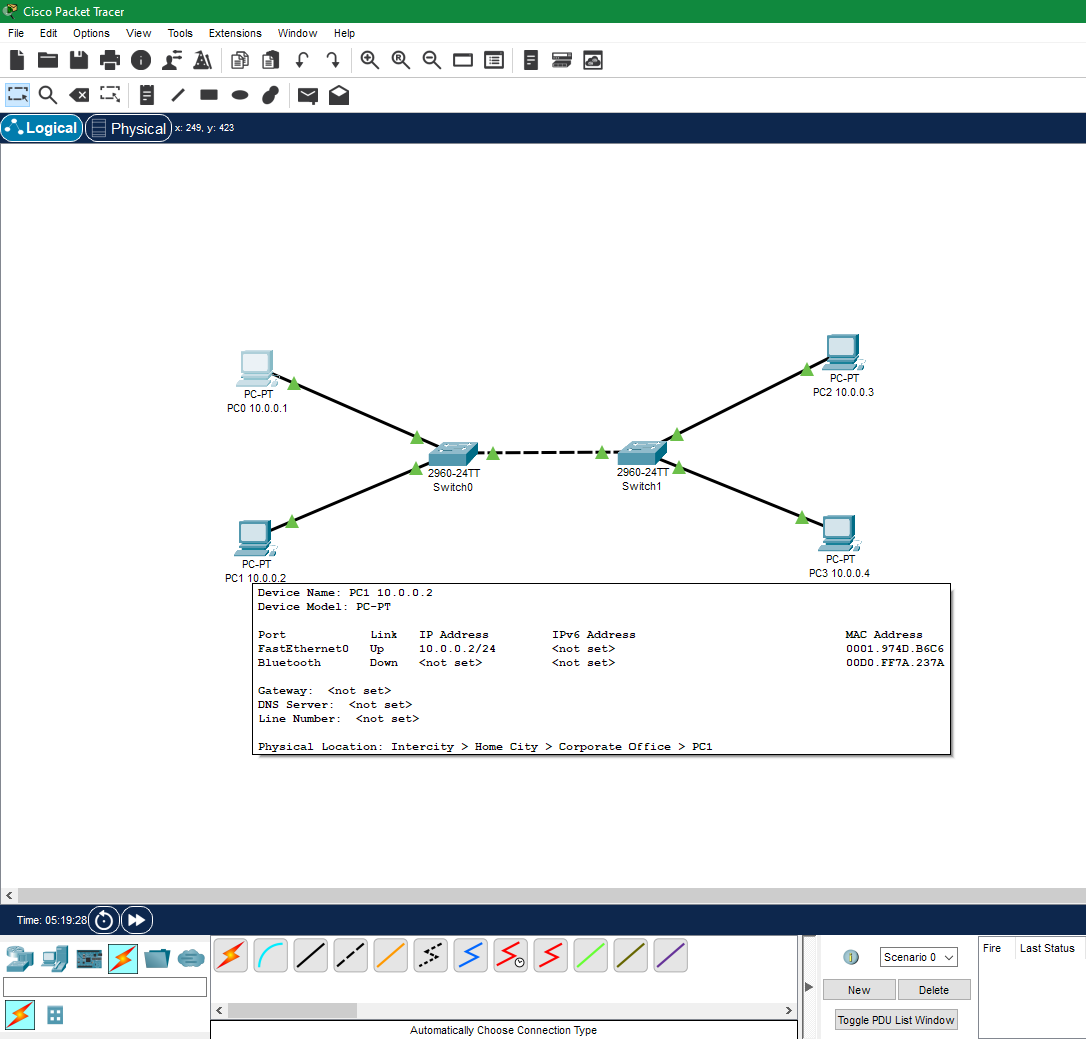 Cisco Packet Tracer
File Edit Options View Tools Extensions Window Help
Logical Physical x: 249, y: 423
PC-PT
PC0 10.0.0.1
PC-PT
PC2 10.0.0.3
2960-24TT
Switch0
2960-24TT
Switch1
PC-PT
PC1 10.0.0.2
PC-PT
PC3 10.0.0.4
Device Name: PC1 10.0.0.2
Device Model: PC-PT
Port Link IP Address IPv6 Address MAC Address
FastEthernet0 Up 10.0.0.2/24 <not set> 0001.974D.B6C6
Bluetooth Down <not set> <not set> 00D0.FF7A.237A
Gateway: <not set>
DNS Server: <not set>
Line Number: <not set>
Physical Location: Intercity > Home City > Corporate Office > PC1
Time: 05:19:28
Scenario 0
Fire Last Status
New Delete
Toggle PDU List Window
Automatically Choose Connection Type